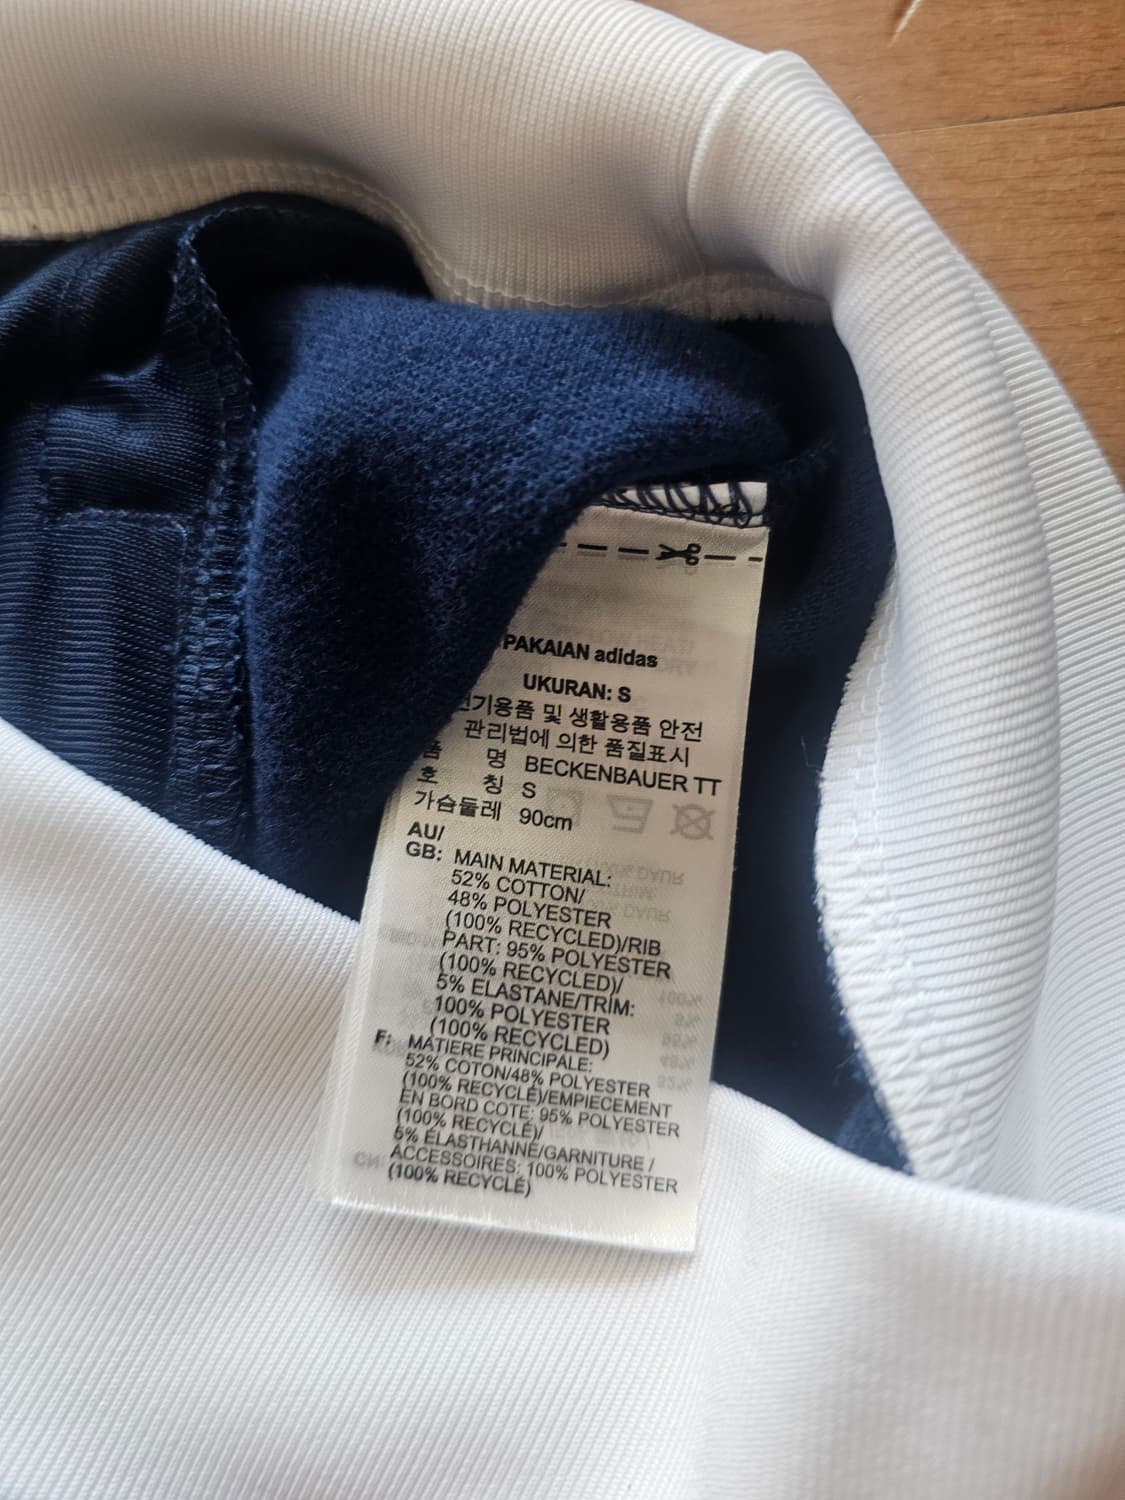 PAKAIAN adidas
UKURAN: S
전기용품 및 생활용품 안전
관리법에 의한 품질표시
품 명 BECKENBAUER TT
호 칭 S
가슴둘레 90cm
AU/
GB: MAIN MATERIAL:
52% COTTON/
48% POLYESTER
(100% RECYCLED)/RIB
PART: 95% POLYESTER
(100% RECYCLED)/
5% ELASTANE/TRIM:
100% POLYESTER
(100% RECYCLED)
F: MATIERE PRINCIPALE:
52% COTON/48% POLYESTER
(100% RECYCLÉ)/EMPIECEMENT
EN BORD COTE: 95% POLYESTER
(100% RECYCLÉ)/
5% ÉLASTHANNE/GARNITURE /
ACCESSOIRES: 100% POLYESTER
(100% RECYCLÉ)